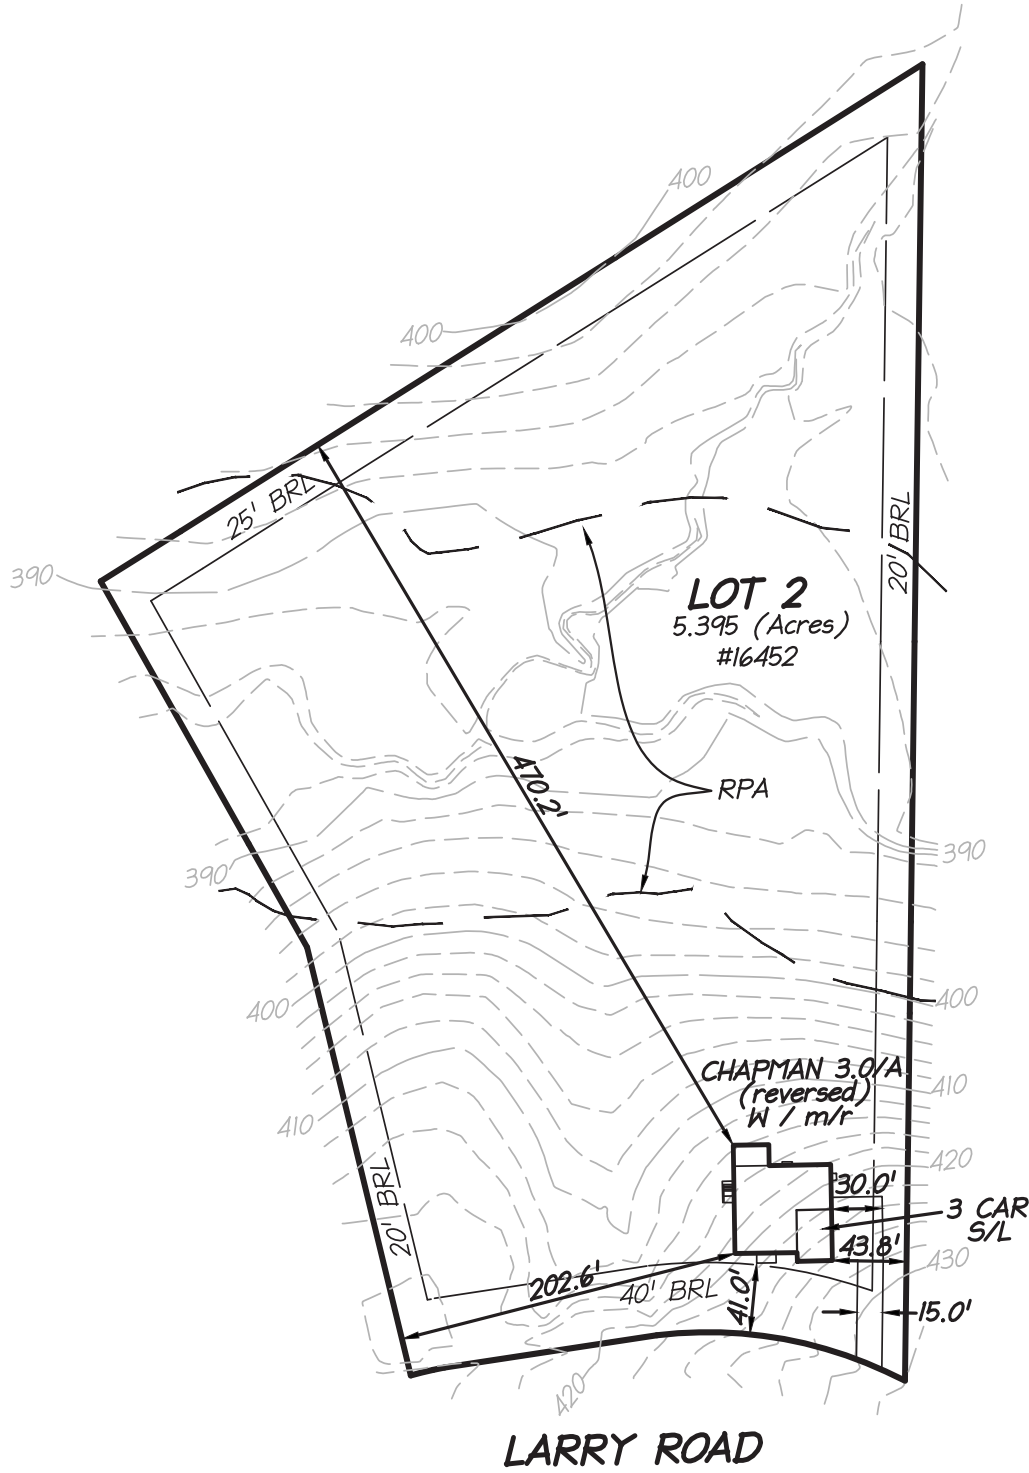 400
400
25' BRL
390
20' BRL
LOT 2
5.395 (Acres)
#16452
470.2'
RPA
390
390
400
400
CHAPMAN 3.0/A
(reversed)
W / m/r
410
410
420
20' BRL
30.0'
3 CAR
S/L
43.8'
430
202.6'
40' BRL
41.0'
15.0'
420
LARRY ROAD